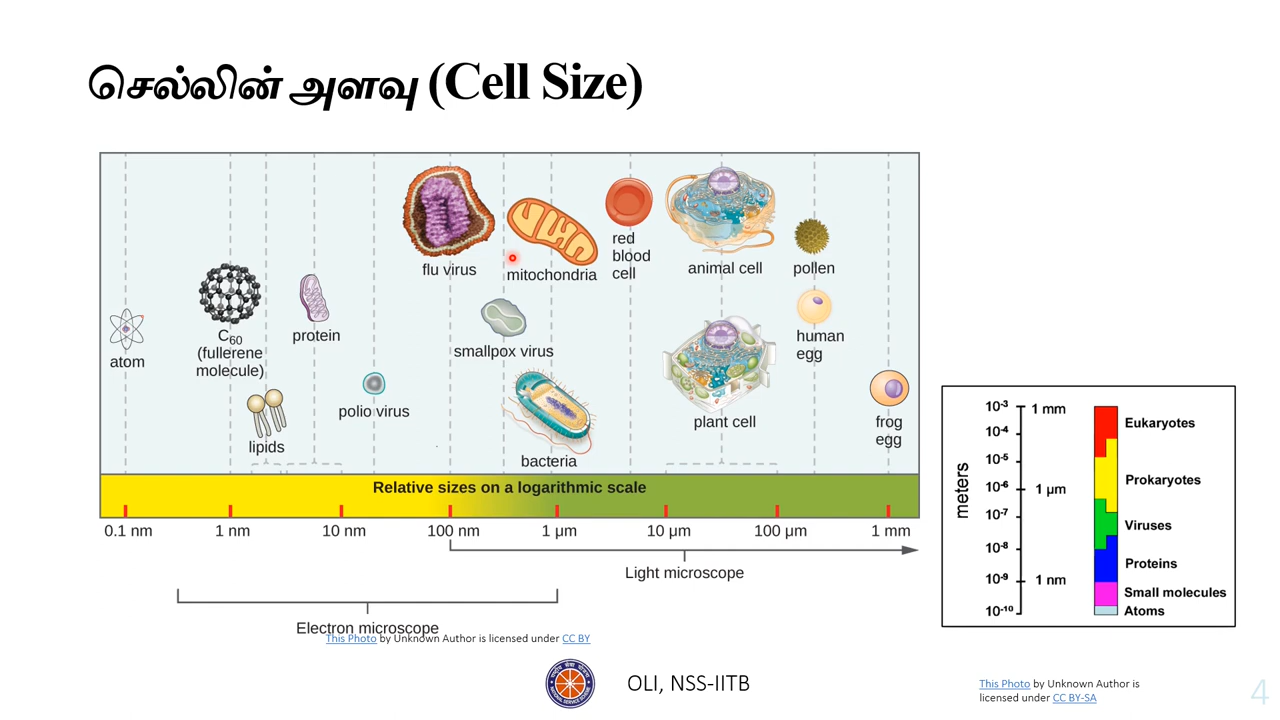 செல்லின் அளவு (Cell Size)
flu virus
mitochondria
red
blood
cell
animal cell
pollen
C₆₀
(fullerene
molecule)
protein
atom
smallpox virus
human
egg
polio virus
lipids
bacteria
plant cell
frog
egg
Relative sizes on a logarithmic scale
0.1 nm 1 nm 10 nm 100 nm 1 µm 10 µm 100 µm 1 mm
Light microscope
Electron microscope
This Photo by Unknown Author is licensed under CC BY
meters
10⁻³ 1 mm
10⁻⁴
10⁻⁵
10⁻⁶ 1 µm
10⁻⁷
10⁻⁸
10⁻⁹ 1 nm
10⁻¹⁰
Eukaryotes
Prokaryotes
Viruses
Proteins
Small molecules
Atoms
OLI, NSS-IITB
This Photo by Unknown Author is
licensed under CC BY-SA
4